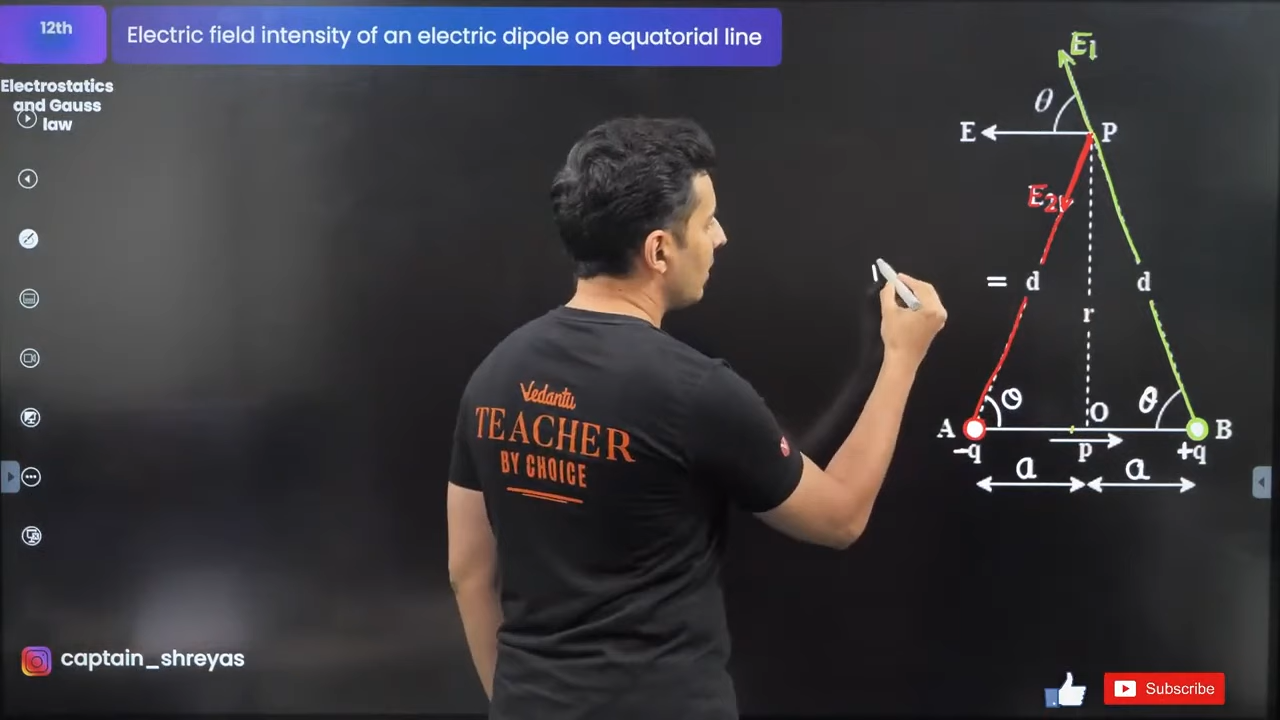 12th
Electric field intensity of an electric dipole on equatorial line
Electrostatics
and Gauss
law
E1
θ
E
P
E2
= d
d
r
θ
θ
A
O
B
-q
p
+q
a
a
Vedantu
TEACHER
BY CHOICE
captain_shreyas
Subscribe